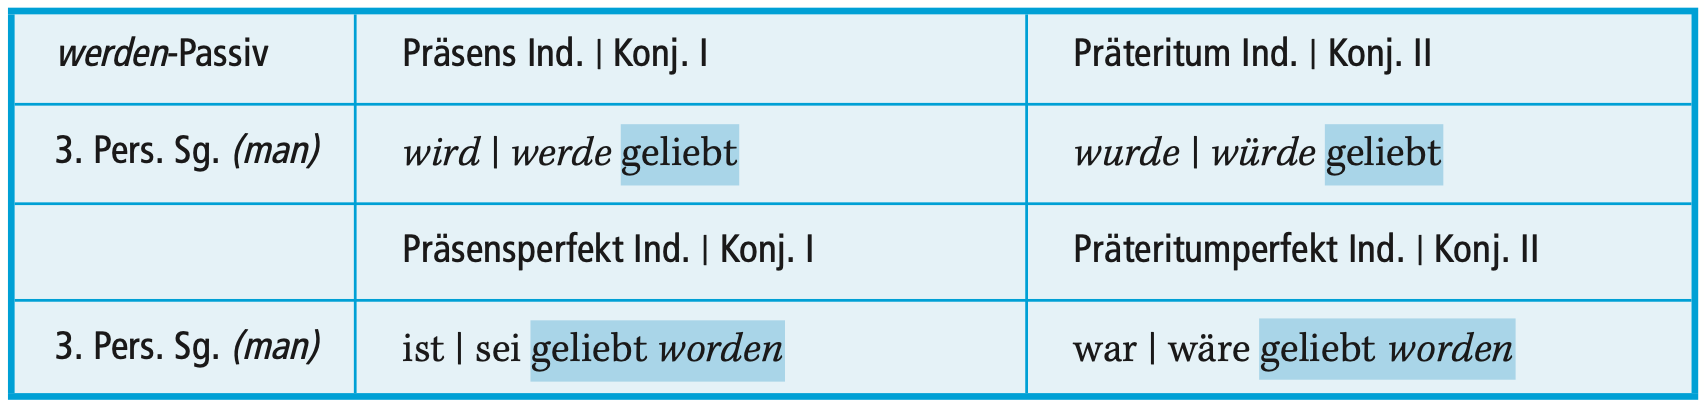 werden-Passiv Präsens Ind. | Konj. I Präteritum Ind. | Konj. II
3. Pers. Sg. (man) wird | werde geliebt wurde | würde geliebt
Präsensperfekt Ind. | Konj. I Präteritumperfekt Ind. | Konj. II
3. Pers. Sg. (man) ist | sei geliebt worden war | wäre geliebt worden